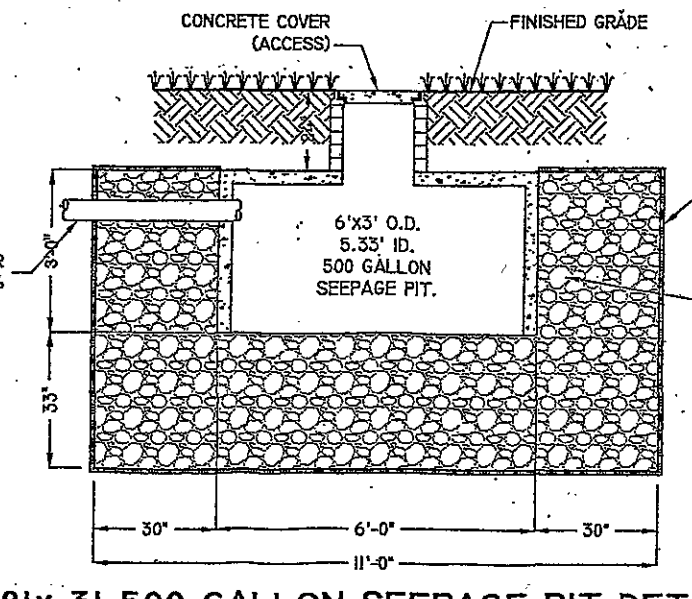 CONCRETE COVER
(ACCESS)
FINISHED GRADE
24"
6'X3' O.D.
5.33' ID.
500 GALLON
SEEPAGE PIT.
3'-0"
33"
30"
6'-0"
30"
11'-0"
3' 500 GALLON SEEPAGE PIT DET